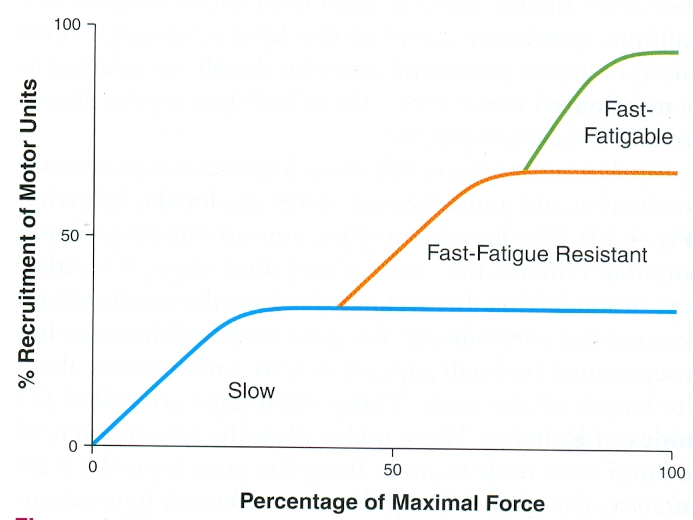 100
% Recruitment of Motor Units
Fast-
Fatigable
50
Fast-Fatigue Resistant
Slow
0
0
50
100
Percentage of Maximal Force